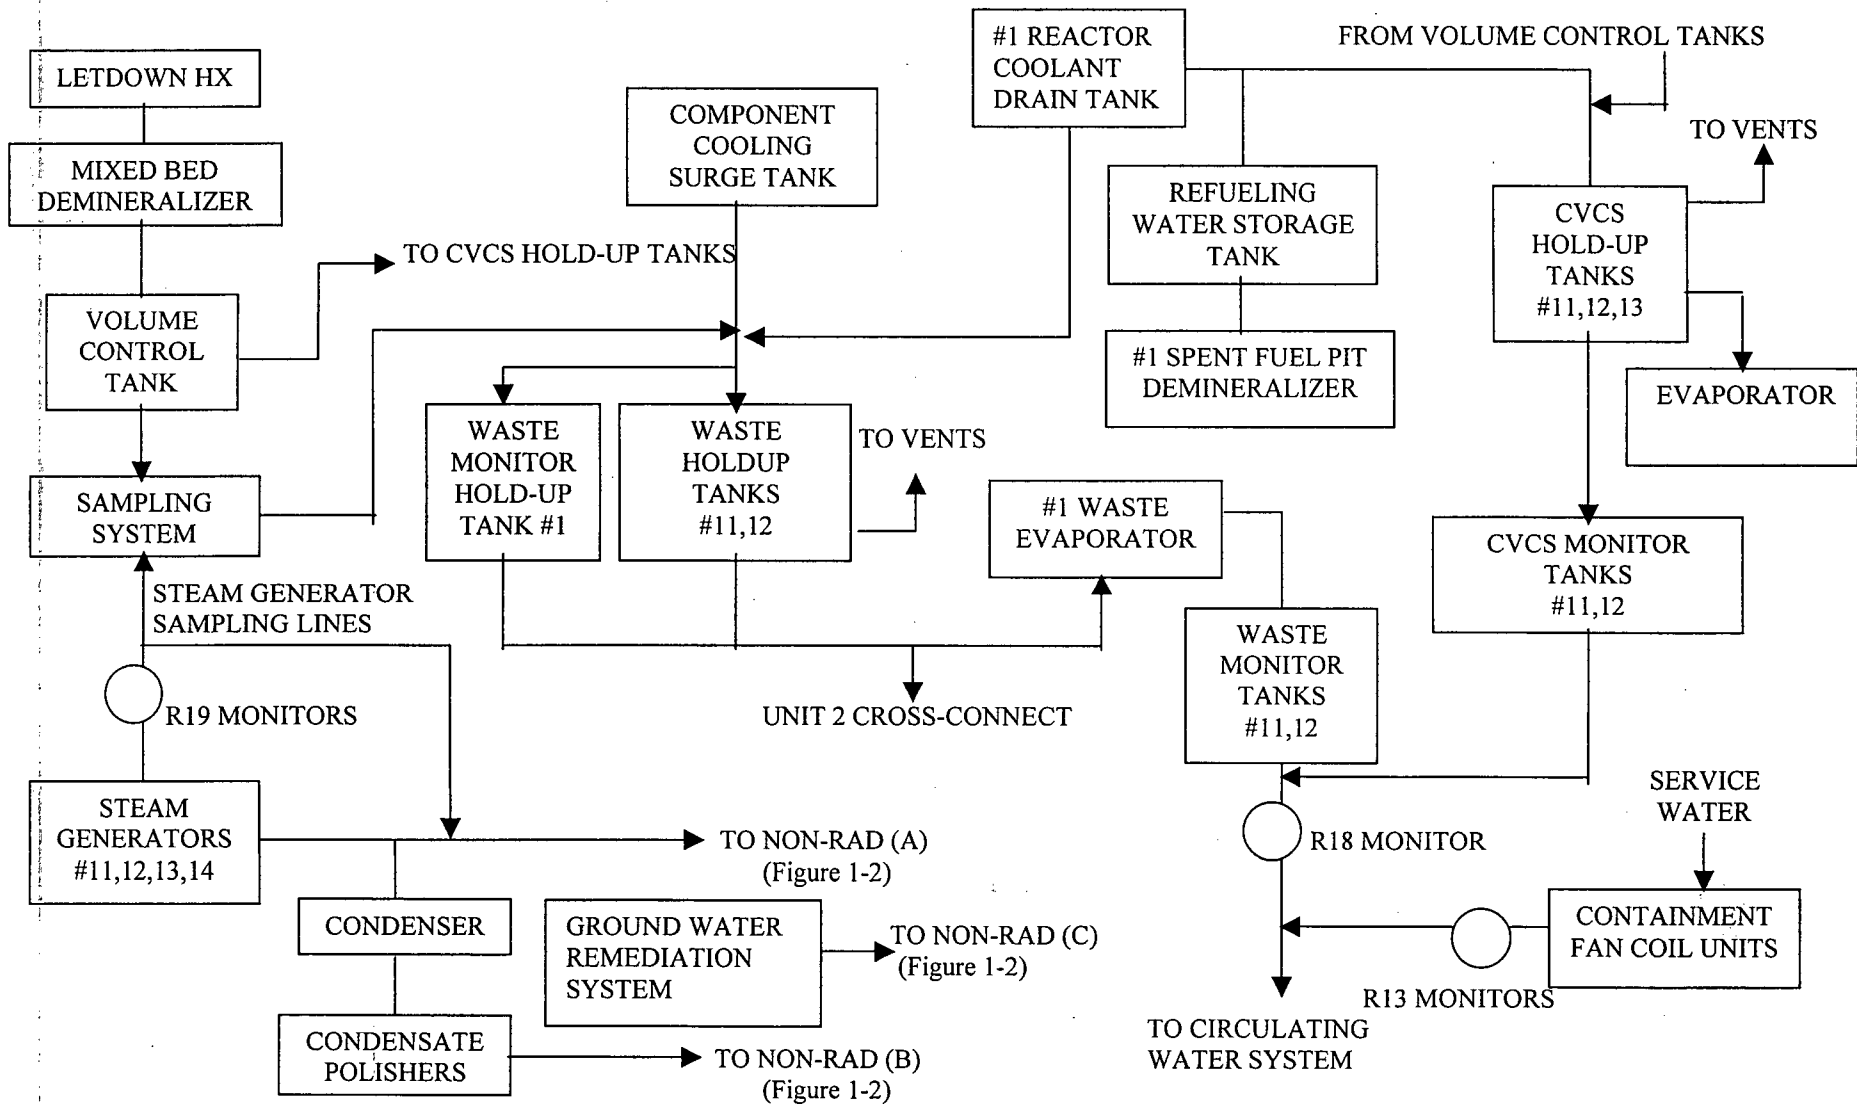 LETDOWN HX
MIXED BED
DEMINERALIZER
VOLUME
CONTROL
TANK
TO CVCS HOLD-UP TANKS
SAMPLING
SYSTEM
STEAM GENERATOR
SAMPLING LINES
R19 MONITORS
STEAM
GENERATORS
#11,12,13,14
COMPONENT
COOLING
SURGE TANK
WASTE
MONITOR
HOLD-UP
TANK #1
WASTE
HOLDUP
TANKS
#11,12
TO VENTS
UNIT 2 CROSS-CONNECT
TO NON-RAD (A)
(Figure 1-2)
CONDENSER
CONDENSATE
POLISHERS
TO NON-RAD (B)
(Figure 1-2)
GROUND WATER
REMEDIATION
SYSTEM
TO NON-RAD (C)
(Figure 1-2)
#1 REACTOR
COOLANT
DRAIN TANK
FROM VOLUME CONTROL TANKS
TO VENTS
REFUELING
WATER STORAGE
TANK
#1 SPENT FUEL PIT
DEMINERALIZER
CVCS
HOLD-UP
TANKS
#11,12,13
EVAPORATOR
#1 WASTE
EVAPORATOR
CVCS MONITOR
TANKS
#11,12
WASTE
MONITOR
TANKS
#11,12
R18 MONITOR
SERVICE
WATER
CONTAINMENT
FAN COIL UNITS
R13 MONITORS
TO CIRCULATING
WATER SYSTEM